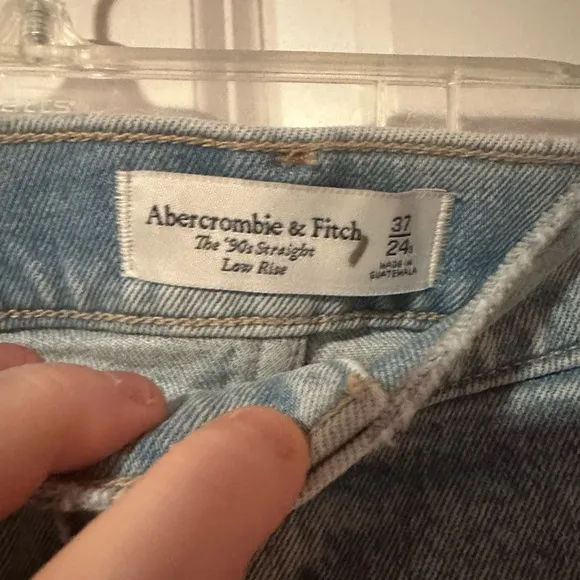 Abercrombie & Fitch
The '90s Straight
Low Rise
37
24s
MADE IN
GUATEMALA